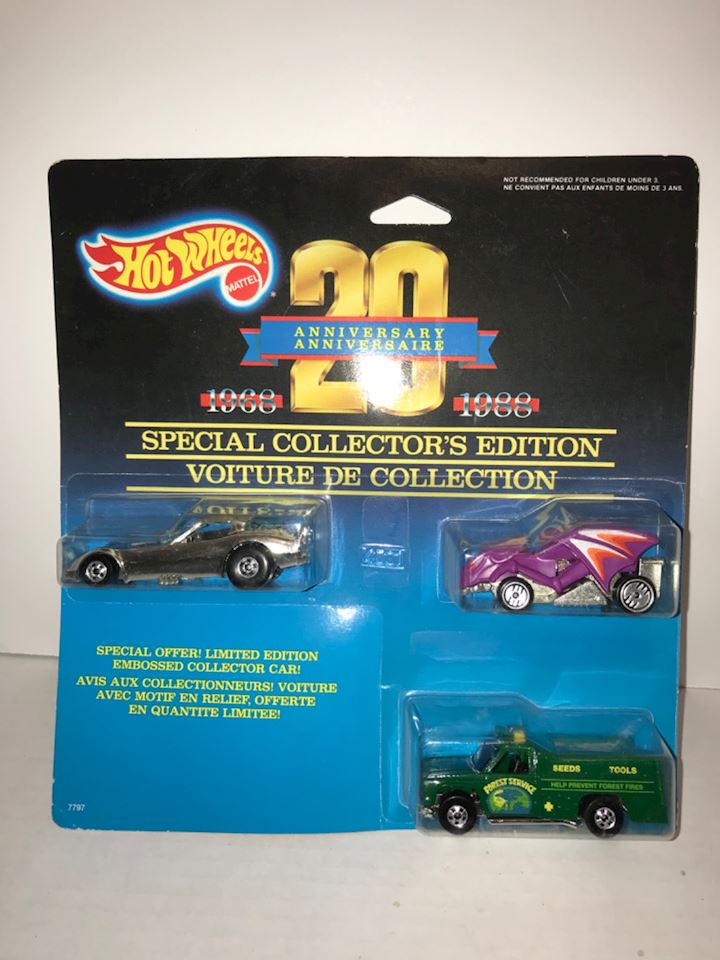 NOT RECOMMENDED FOR CHILDREN UNDER 3.
NE CONVIENT PAS AUX ENFANTS DE MOINS DE 3 ANS.
HOT WHEELS
MATTEL
20
ANNIVERSARY
ANNIVERSAIRE
1968
1988
SPECIAL COLLECTOR'S EDITION
VOITURE DE COLLECTION
SPECIAL OFFER! LIMITED EDITION
EMBOSSED COLLECTOR CAR!
AVIS AUX COLLECTIONNEURS! VOITURE
AVEC MOTIF EN RELIEF, OFFERTE
EN QUANTITE LIMITEE!
SEEDS TOOLS
HELP PREVENT FOREST FIRES
FOREST SERVICE
7797